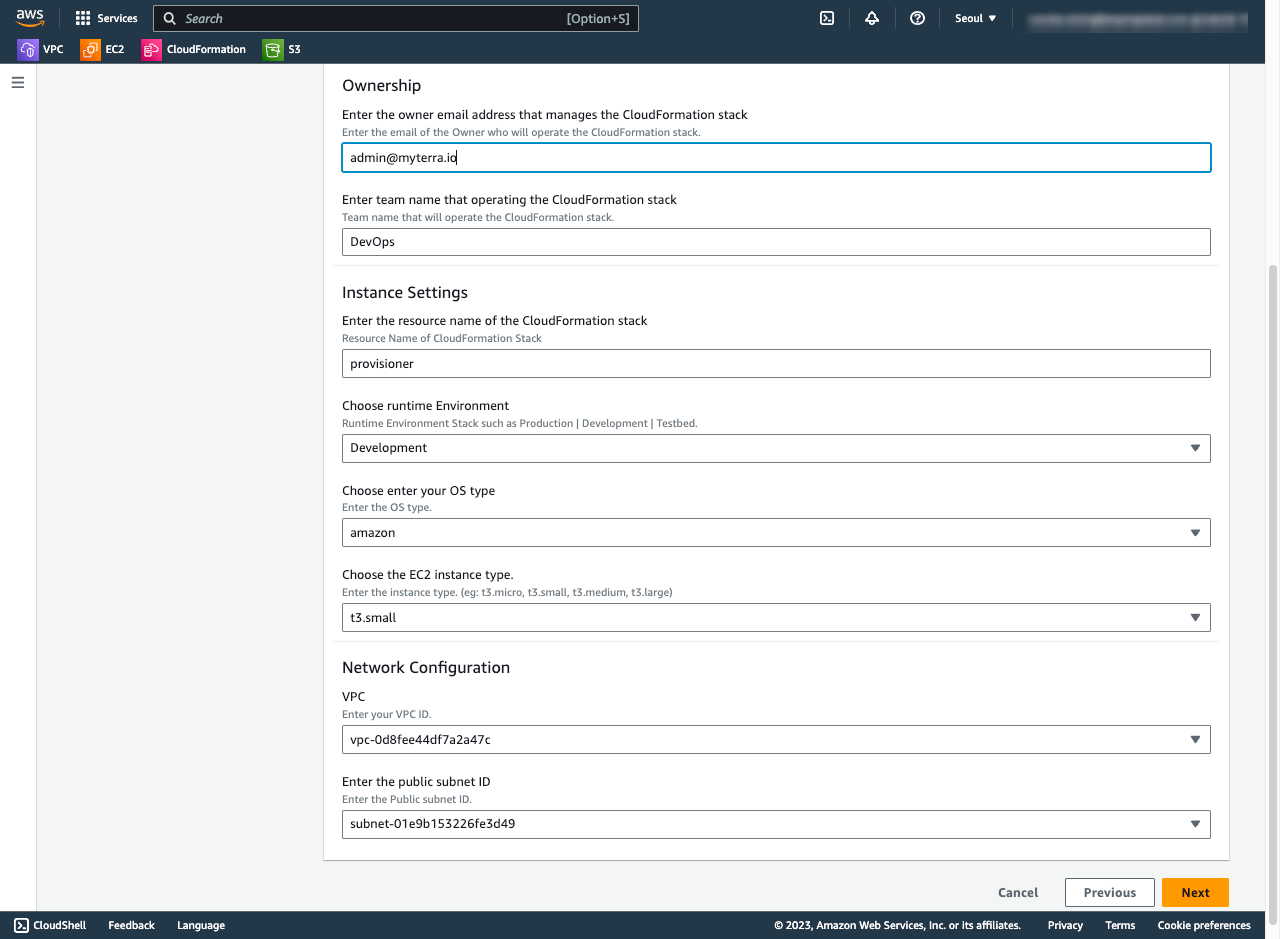 aws
Services
Search
[Option+S]
Seoul
VPC
EC2
CloudFormation
S3
Ownership
Enter the owner email address that manages the CloudFormation stack
Enter the email of the Owner who will operate the CloudFormation stack.
admin@myterra.io
Enter team name that operating the CloudFormation stack
Team name that will operate the CloudFormation stack.
DevOps
Instance Settings
Enter the resource name of the CloudFormation stack
Resource Name of CloudFormation Stack
provisioner
Choose runtime Environment
Runtime Environment Stack such as Production | Development | Testbed.
Development
Choose enter your OS type
Enter the OS type.
amazon
Choose the EC2 instance type.
Enter the instance type. (eg: t3.micro, t3.small, t3.medium, t3.large)
t3.small
Network Configuration
VPC
Enter your VPC ID.
vpc-0d8fee44df7a2a47c
Enter the public subnet ID
Enter the Public subnet ID.
subnet-01e9b153226fe3d49
Cancel
Previous
Next
CloudShell
Feedback
Language
© 2023, Amazon Web Services, Inc. or its affiliates.
Privacy
Terms
Cookie preferences